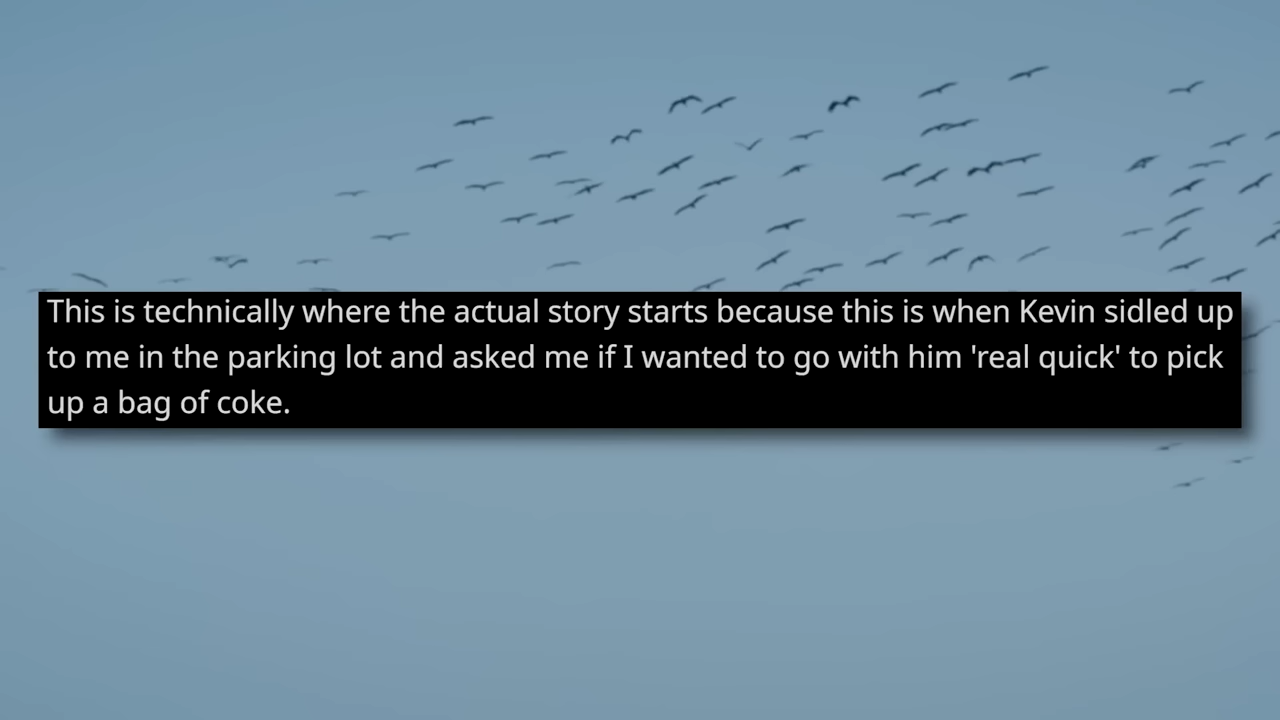 This is technically where the actual story starts because this is when Kevin sidled up
to me in the parking lot and asked me if I wanted to go with him 'real quick' to pick
up a bag of coke.